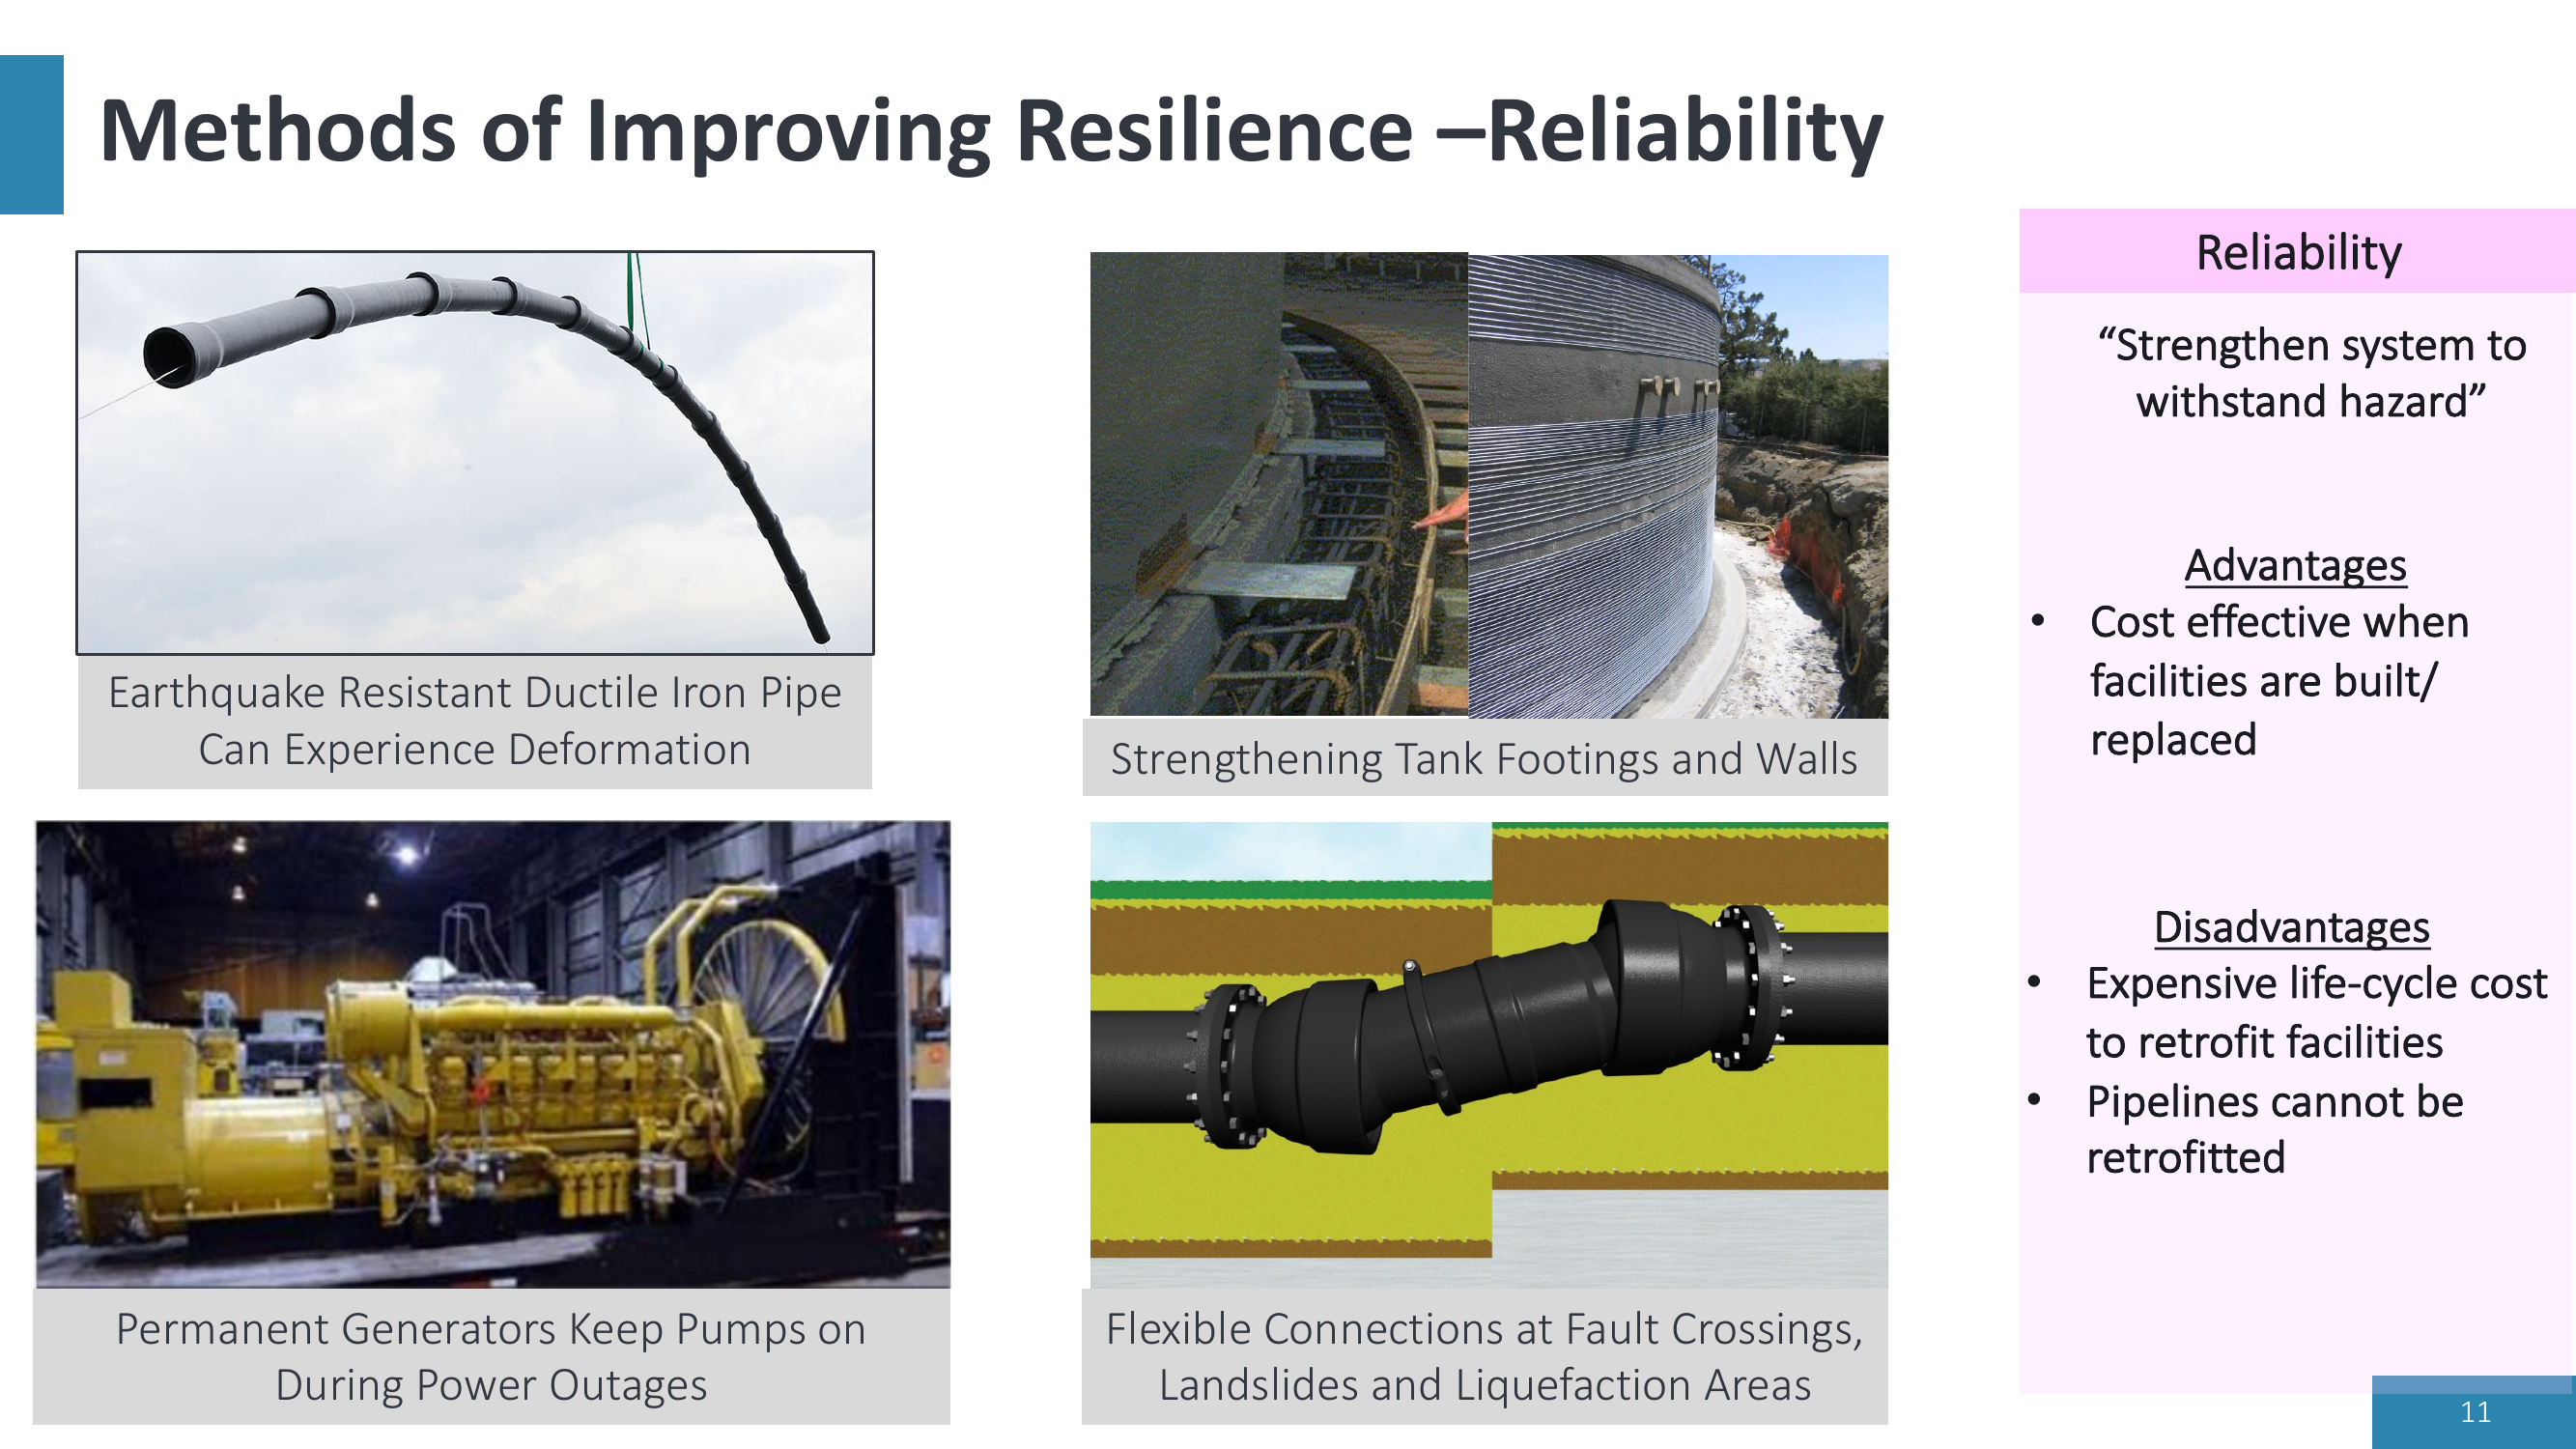 Methods of Improving Resilience –Reliability
Earthquake Resistant Ductile Iron Pipe
Can Experience Deformation
Strengthening Tank Footings and Walls
Permanent Generators Keep Pumps on
During Power Outages
Flexible Connections at Fault Crossings,
Landslides and Liquefaction Areas
Reliability
“Strengthen system to
withstand hazard”
Advantages
• Cost effective when
facilities are built/
replaced
Disadvantages
• Expensive life-cycle cost
to retrofit facilities
• Pipelines cannot be
retrofitted
11